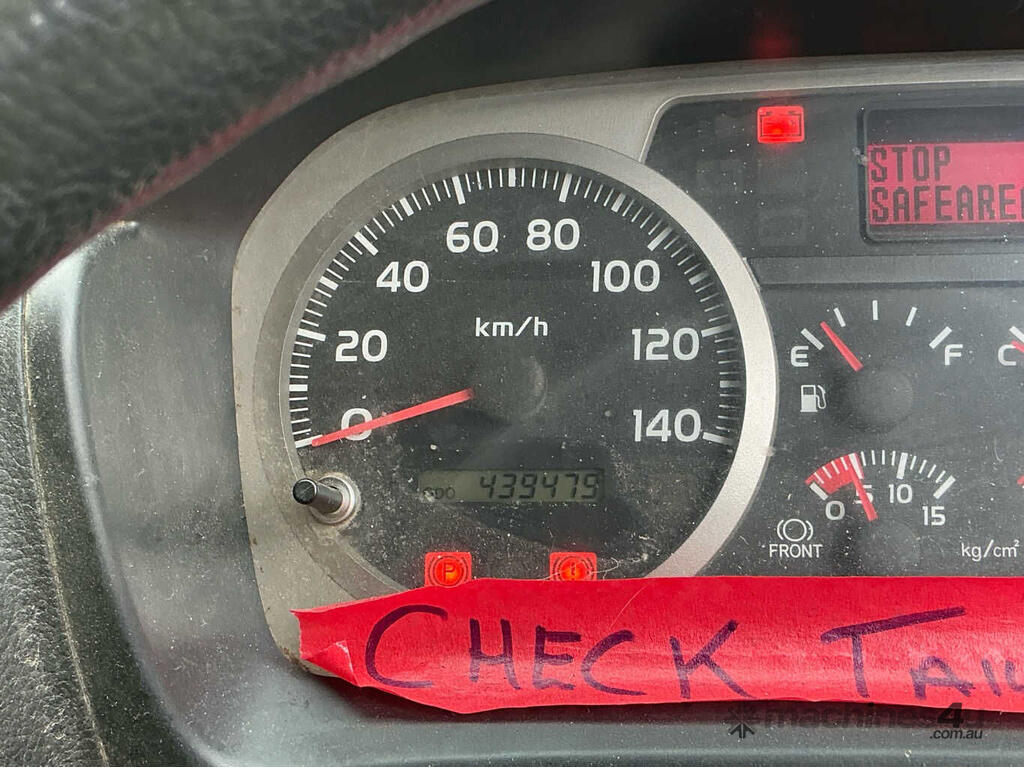 STOP
SAFEARE
60 80
40 100
km/h
20 120
E F C
0 140
ODO 439479
0 5 10 15
P
!
FRONT
kg/cm²
CHECK TAI
machines4u
.com.au